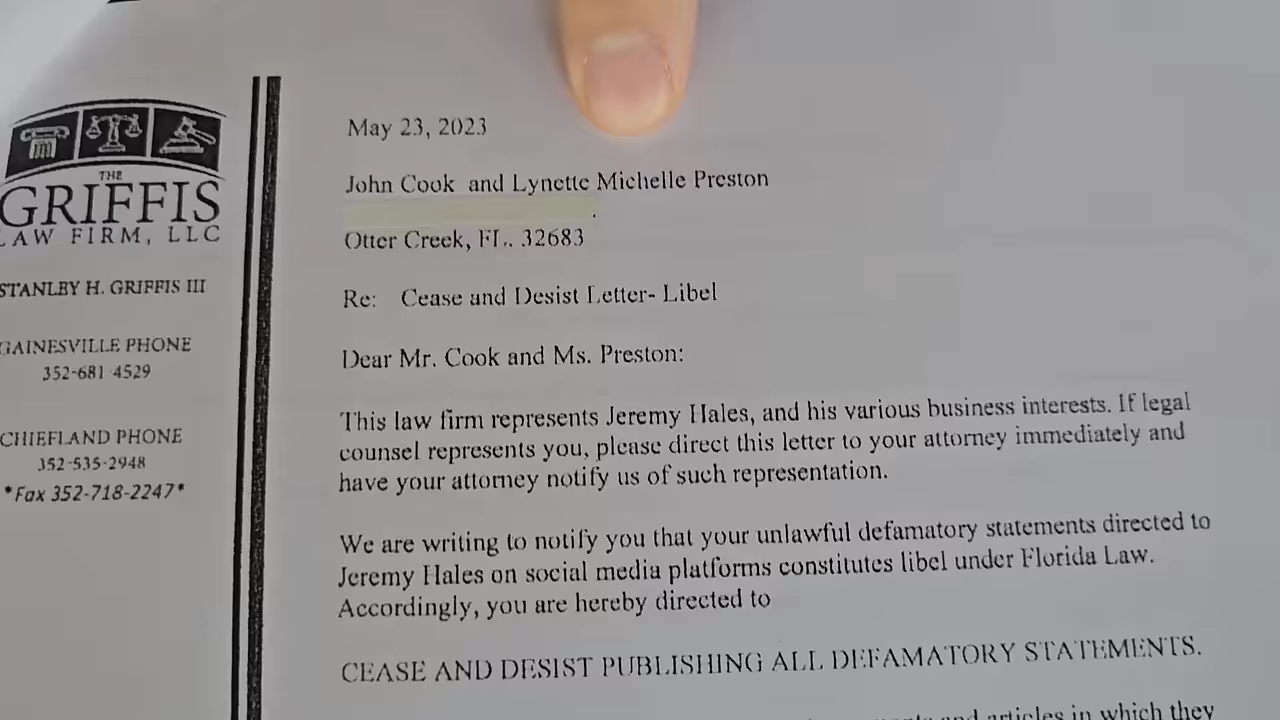 THE
GRIFFIS
LAW FIRM, LLC
STANLEY H. GRIFFIS III
GAINESVILLE PHONE
352-681 4529
CHIEFLAND PHONE
352-535-2948
*Fax 352-718-2247*
May 23, 2023
John Cook and Lynette Michelle Preston
Otter Creek, FL. 32683
Re: Cease and Desist Letter- Libel
Dear Mr. Cook and Ms. Preston:
This law firm represents Jeremy Hales, and his various business interests. If legal
counsel represents you, please direct this letter to your attorney immediately and
have your attorney notify us of such representation.
We are writing to notify you that your unlawful defamatory statements directed to
Jeremy Hales on social media platforms constitutes libel under Florida Law.
Accordingly, you are hereby directed to
CEASE AND DESIST PUBLISHING ALL DEFAMATORY STATEMENTS.
and articles in which they